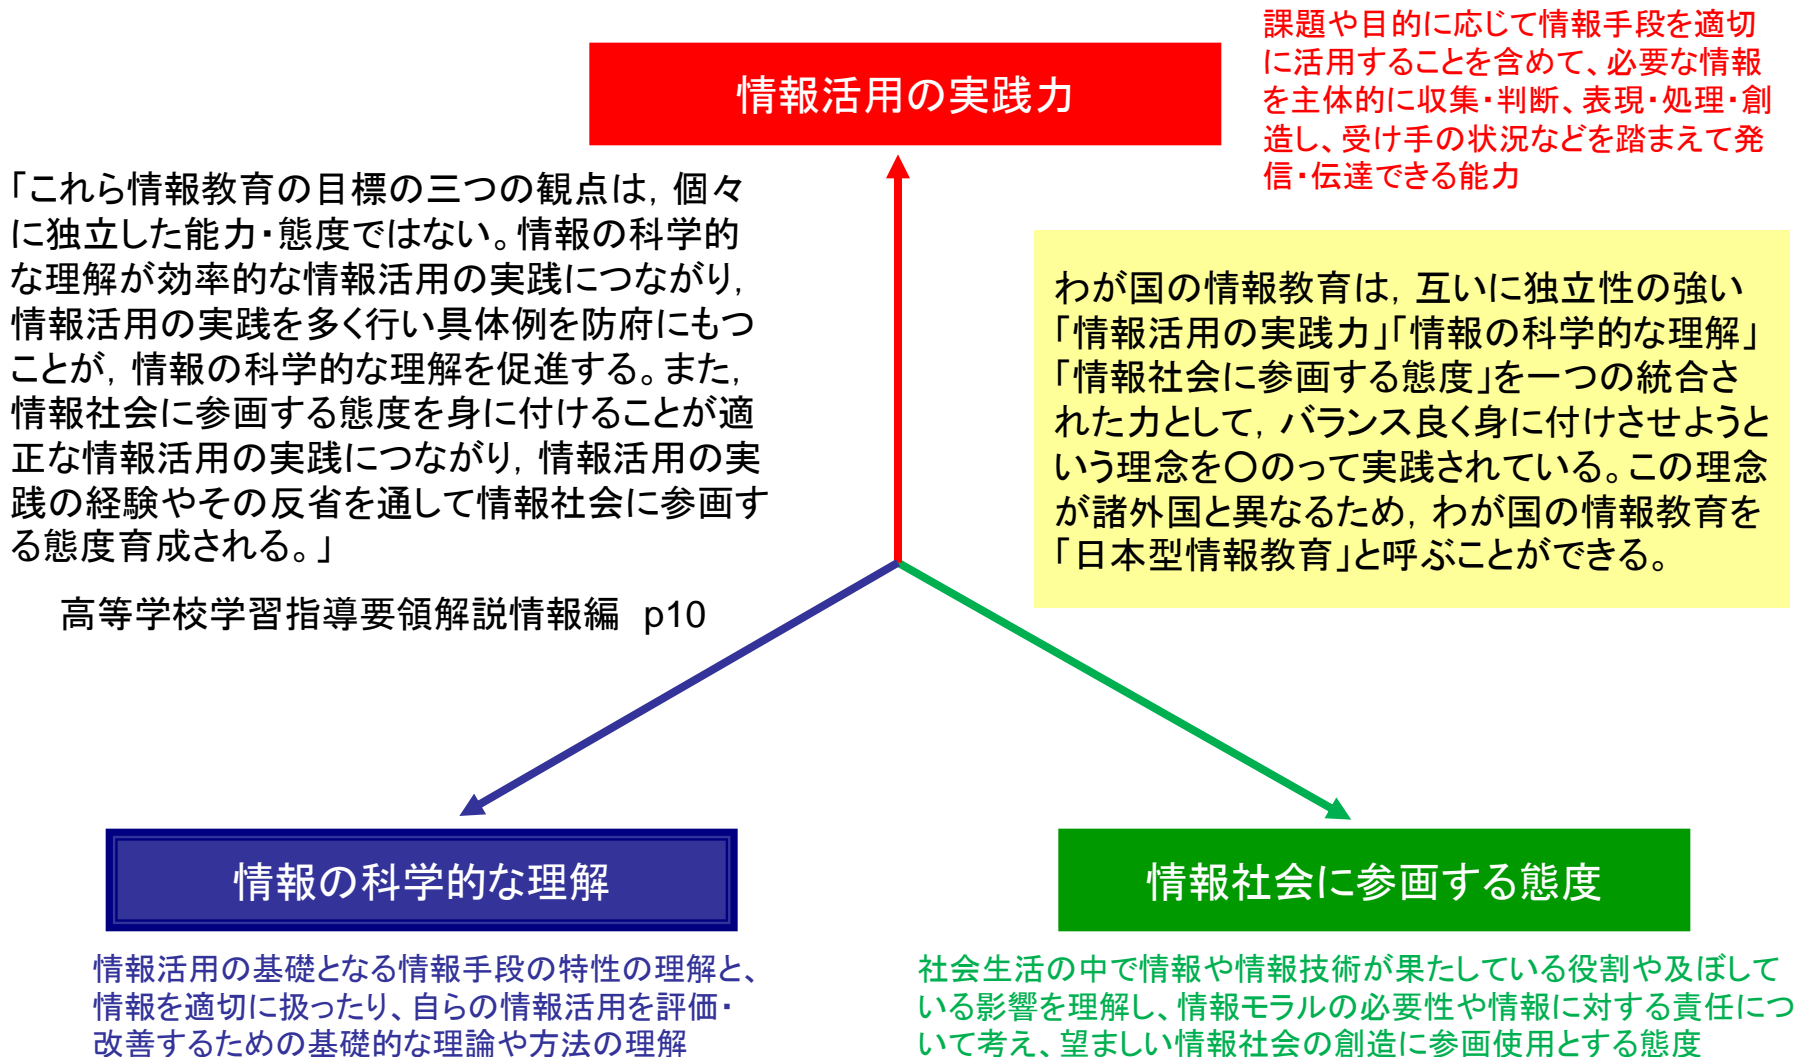 課題や目的に応じて情報手段を適切
に活用することを含めて、必要な情報
を主体的に収集・判断、表現・処理・創
造し、受け手の状況などを踏まえて発
信・伝達できる能力
情報活用の実践力
「これら情報教育の目標の三つの観点は, 個々
に独立した能力・態度ではない。情報の科学的
な理解が効率的な情報活用の実践につながり,
情報活用の実践を多く行い具体例を防府にもつ
ことが, 情報の科学的な理解を促進する。また,
情報社会に参画する態度を身に付けることが適
正な情報活用の実践につながり, 情報活用の実
践の経験やその反省を通して情報社会に参画す
る態度育成される。」
高等学校学習指導要領解説情報編 p10
わが国の情報教育は, 互いに独立性の強い
「情報活用の実践力」「情報の科学的な理解」
「情報社会に参画する態度」を一つの統合さ
れた力として, バランス良く身に付けさせようと
いう理念を〇のって実践されている。この理念
が諸外国と異なるため, わが国の情報教育を
「日本型情報教育」と呼ぶことができる。
情報の科学的な理解
情報活用の基礎となる情報手段の特性の理解と、
情報を適切に扱ったり、自らの情報活用を評価・
改善するための基礎的な理論や方法の理解
情報社会に参画する態度
社会生活の中で情報や情報技術が果たしている役割や及ぼして
いる影響を理解し、情報モラルの必要性や情報に対する責任につ
いて考え、望ましい情報社会の創造に参画使用とする態度